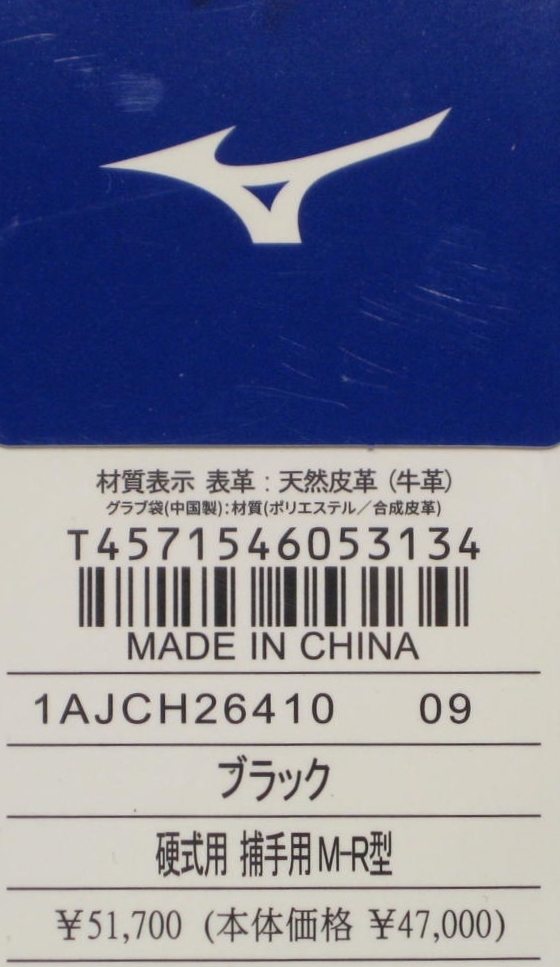 材質表示 表革：天然皮革（牛革）
グラブ袋(中国製):材質(ポリエステル／合成皮革)
T4571546053134
MADE IN CHINA
1AJCH26410 09
ブラック
硬式用 捕手用M-R型
￥51,700 (本体価格 ￥47,000)